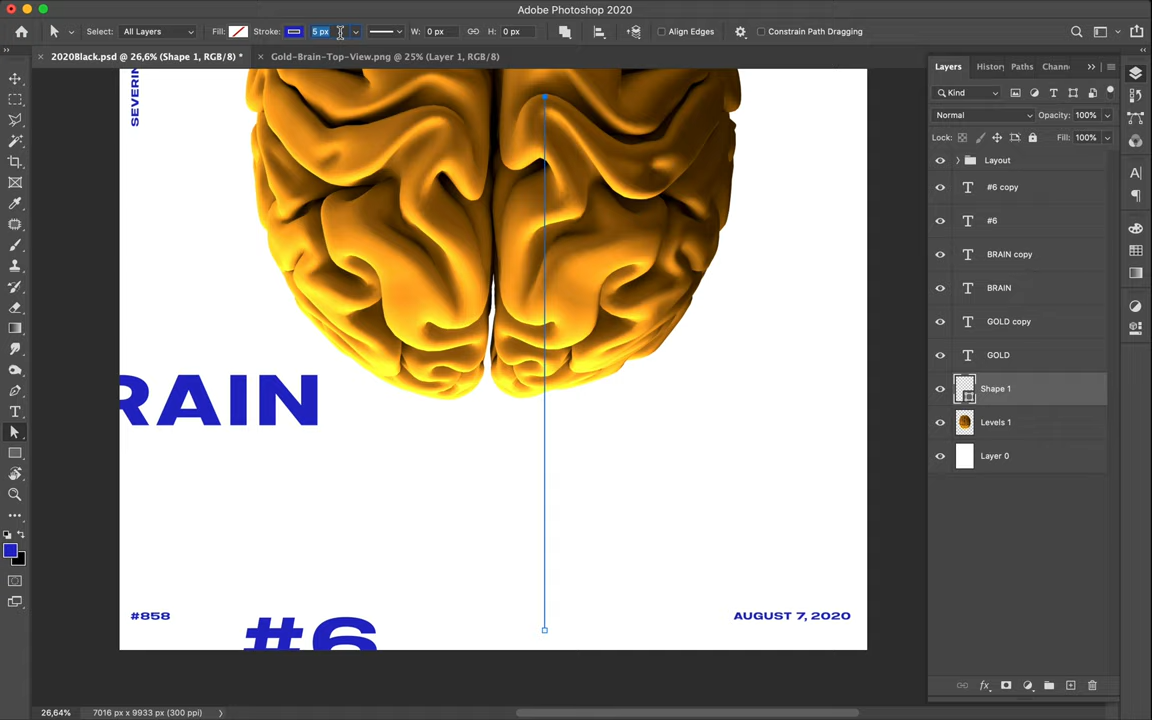 Adobe Photoshop 2020
Select: All Layers Fill: Stroke: 5 px W: 0 px H: 0 px Align Edges Constrain Path Dragging
2020Black.psd @ 26,6% (Shape 1, RGB/8) * Gold-Brain-Top-View.png @ 25% (Layer 1, RGB/8)
Layers Histor Paths Chann
Kind
Normal Opacity: 100%
Lock: Fill: 100%
Layout
#6 copy
#6
BRAIN copy
BRAIN
GOLD copy
GOLD
Shape 1
Levels 1
Layer 0
SEVERIN
RAIN
#858
#6
AUGUST 7, 2020
26,64% 7016 px x 9933 px (300 ppi)